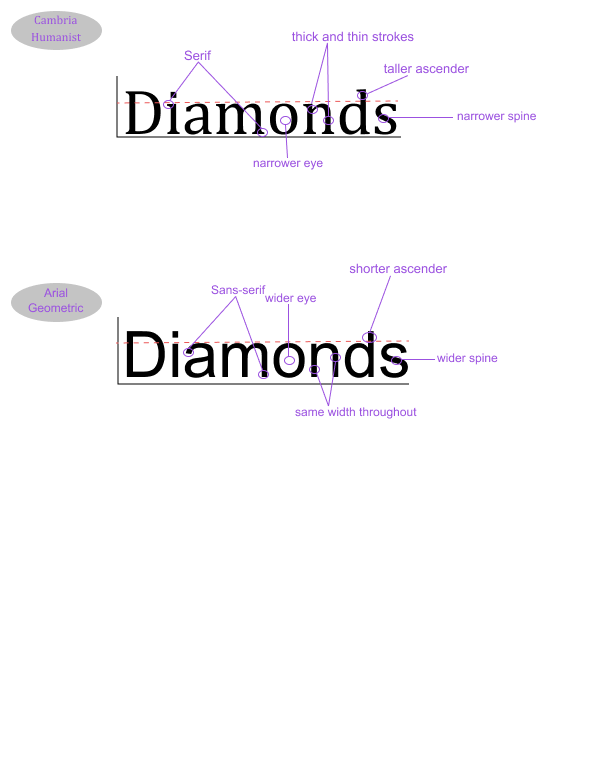 Cambria
Humanist
thick and thin strokes
Serif
taller ascender
Diamonds
narrower spine
narrower eye
shorter ascender
Arial
Geometric
Sans-serif
wider eye
Diamonds
wider spine
same width throughout